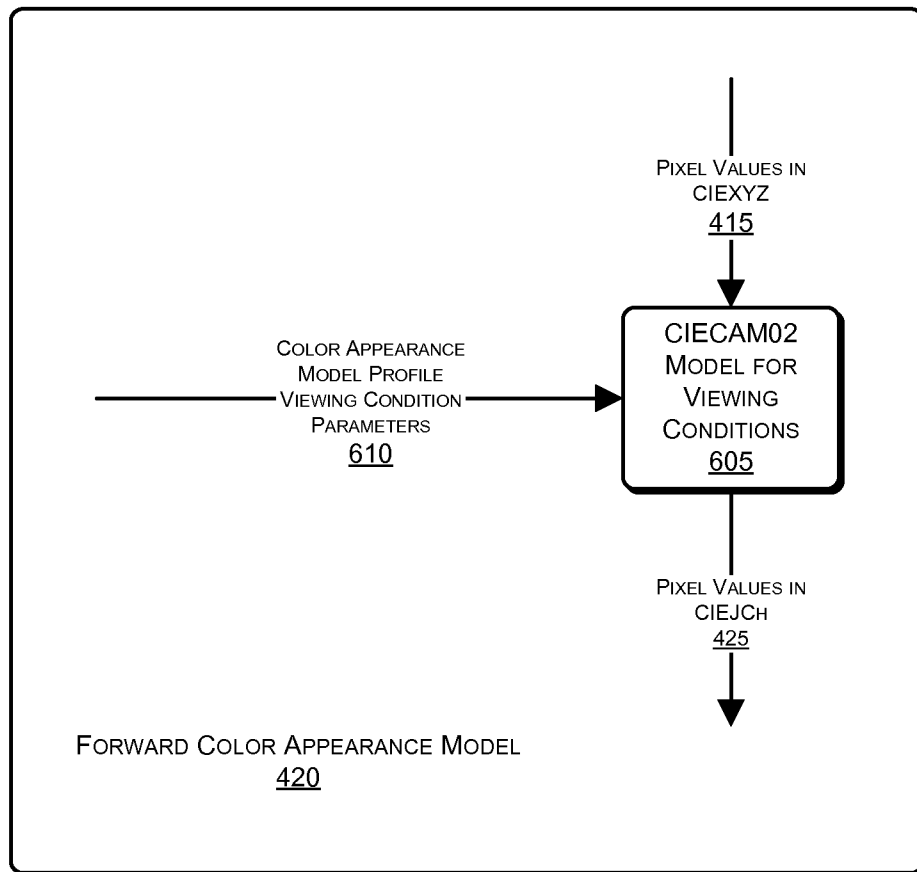 PIXEL VALUES IN
CIEXYZ
415
COLOR APPEARANCE
MODEL PROFILE
VIEWING CONDITION
PARAMETERS
610
CIECAM02
MODEL FOR
VIEWING
CONDITIONS
605
PIXEL VALUES IN
CIEJCH
425
FORWARD COLOR APPEARANCE MODEL
420